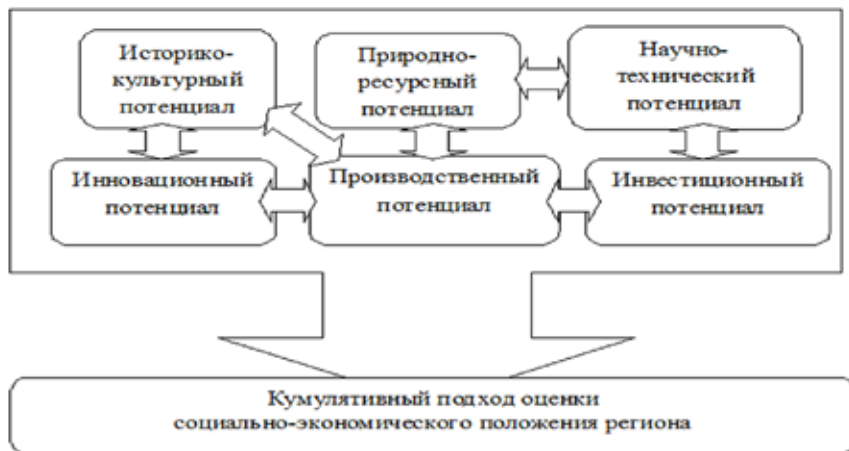 Историко-
культурный
потенциал
Природно-
ресурсный
потенциал
Научно-
технический
потенциал
Инновационный
потенциал
Производственный
потенциал
Инвестиционный
потенциал
Кумулятивный подход оценки
социально-экономического положения региона